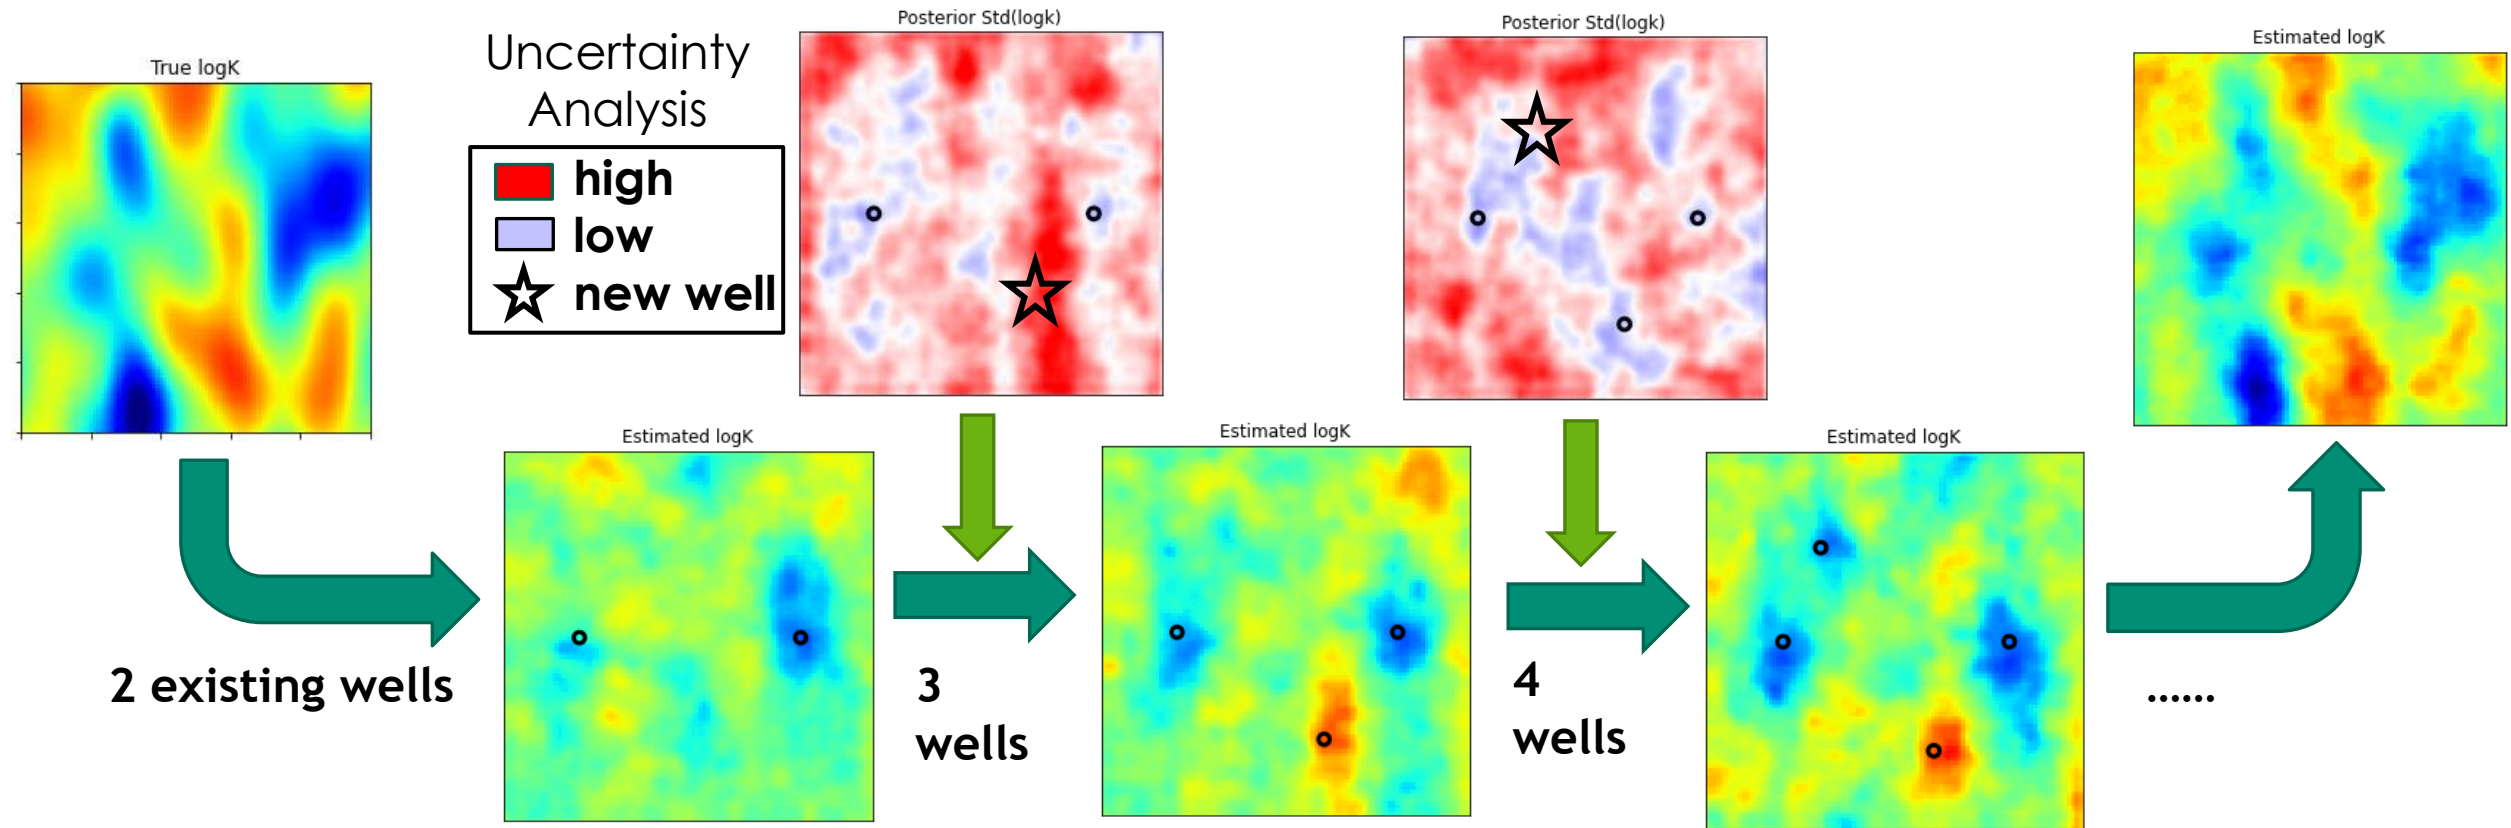 True logK
Uncertainty
Analysis
high
low
new well
Posterior Std(logk)
Posterior Std(logk)
Estimated logK
Estimated logK
Estimated logK
Estimated logK
2 existing wells
3
wells
4
wells
......